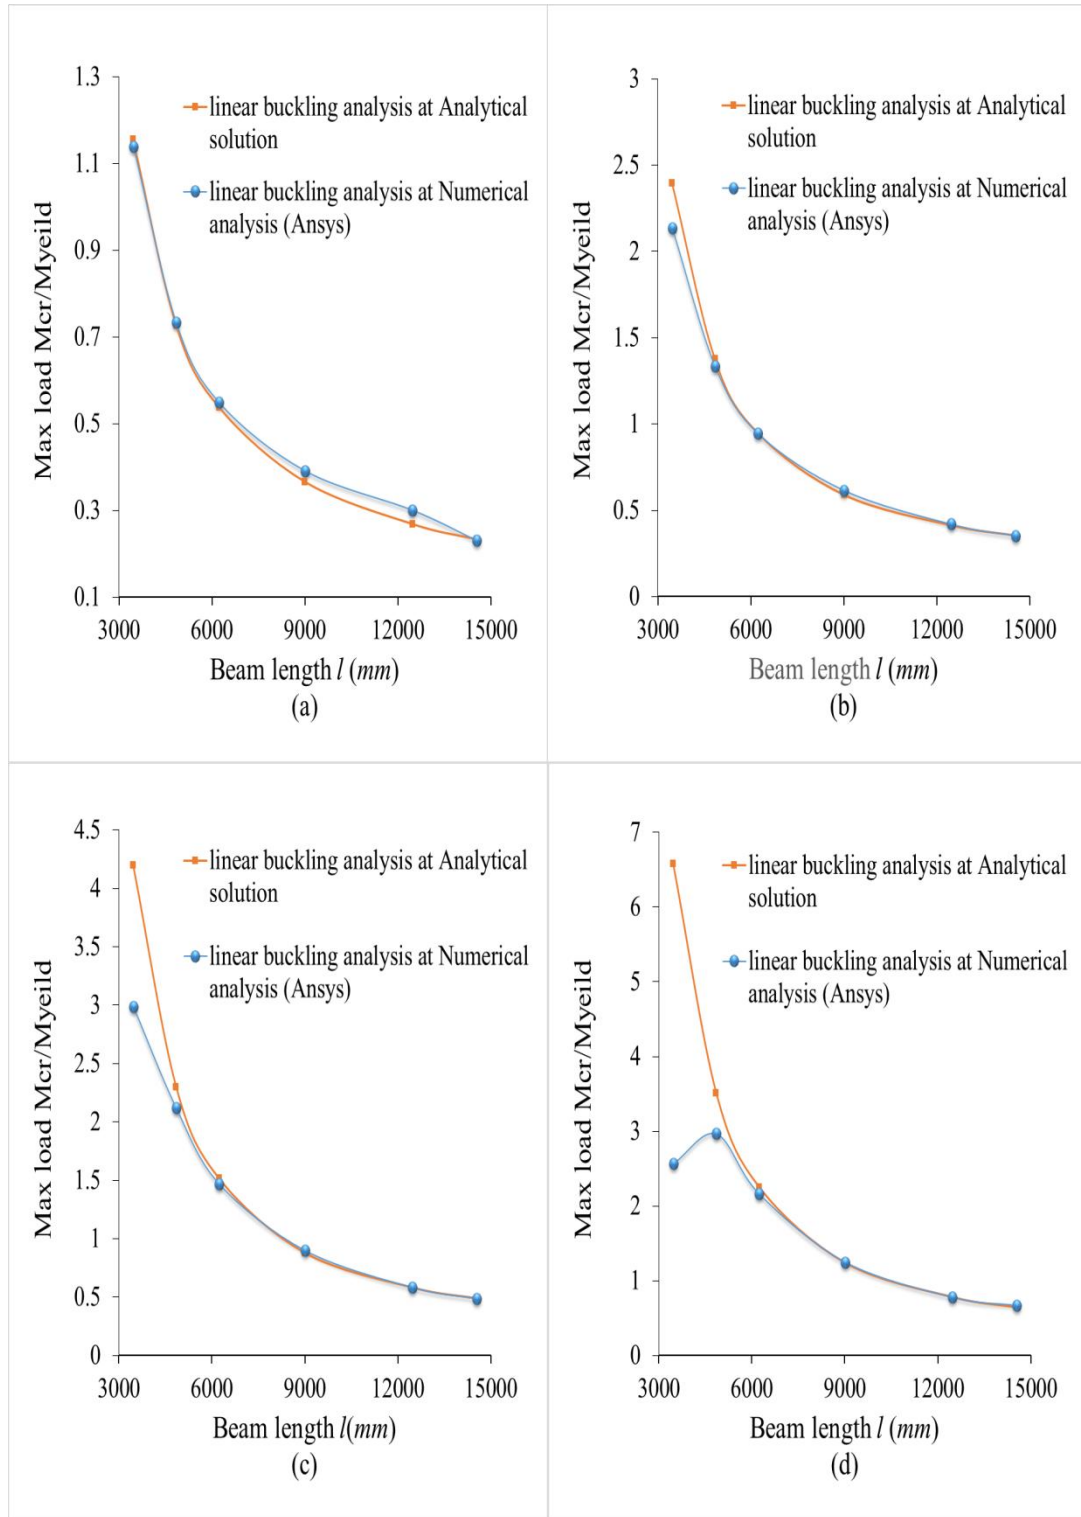 Max load Mcr/Myeild
1.3
1.1
0.9
0.7
0.5
0.3
0.1
linear buckling analysis at Analytical
solution
linear buckling analysis at Numerical
analysis (Ansys)
3000 6000 9000 12000 15000
Beam length l (mm)
(a)
Max load Mcr/Myeild
3
2.5
2
1.5
1
0.5
0
linear buckling analysis at Analytical
solution
linear buckling analysis at Numerical
analysis (Ansys)
3000 6000 9000 12000 15000
Beam length l (mm)
(b)
Max load Mcr/Myeild
4.5
4
3.5
3
2.5
2
1.5
1
0.5
0
linear buckling analysis at Analytical
solution
linear buckling analysis at Numerical
analysis (Ansys)
3000 6000 9000 12000 15000
Beam length l(mm)
(c)
Max load Mcr/Myeild
7
6
5
4
3
2
1
0
linear buckling analysis at Analytical
solution
linear buckling analysis at Numerical
analysis (Ansys)
3000 6000 9000 12000 15000
Beam length l (mm)
(d)